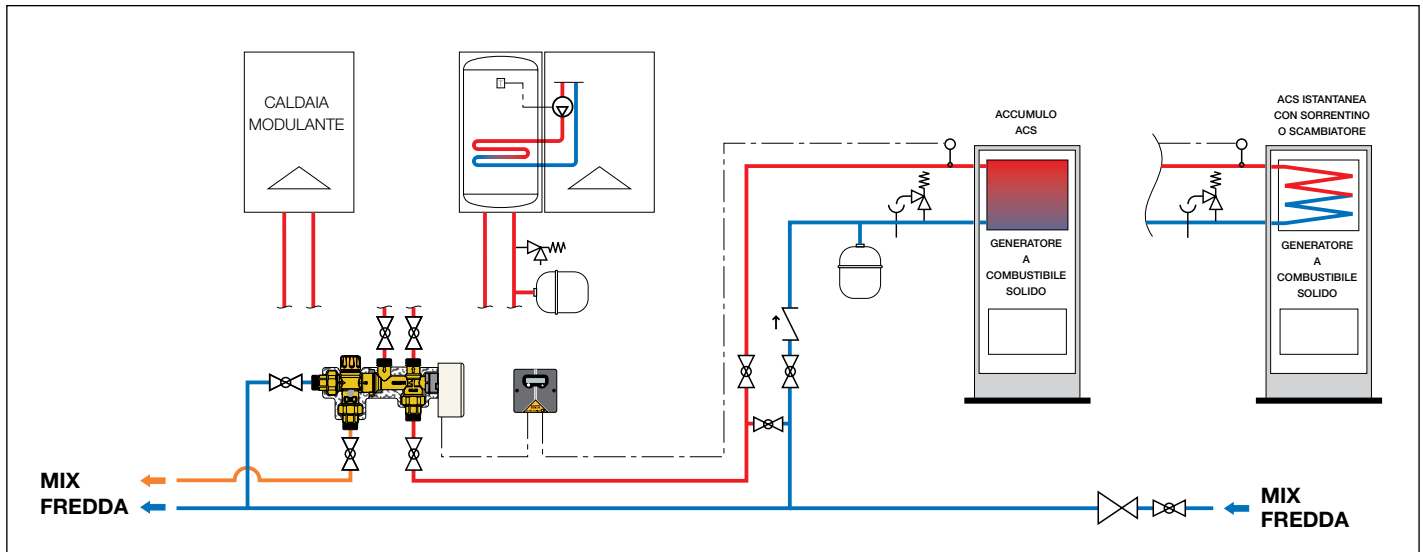 CALDAIA
MODULANTE
T
ACCUMULO
ACS
GENERATORE
A
COMBUSTIBILE
SOLIDO
ACS ISTANTANEA
CON SORRENTINO
O SCAMBIATORE
GENERATORE
A
COMBUSTIBILE
SOLIDO
MIX
FREDDA
MIX
FREDDA